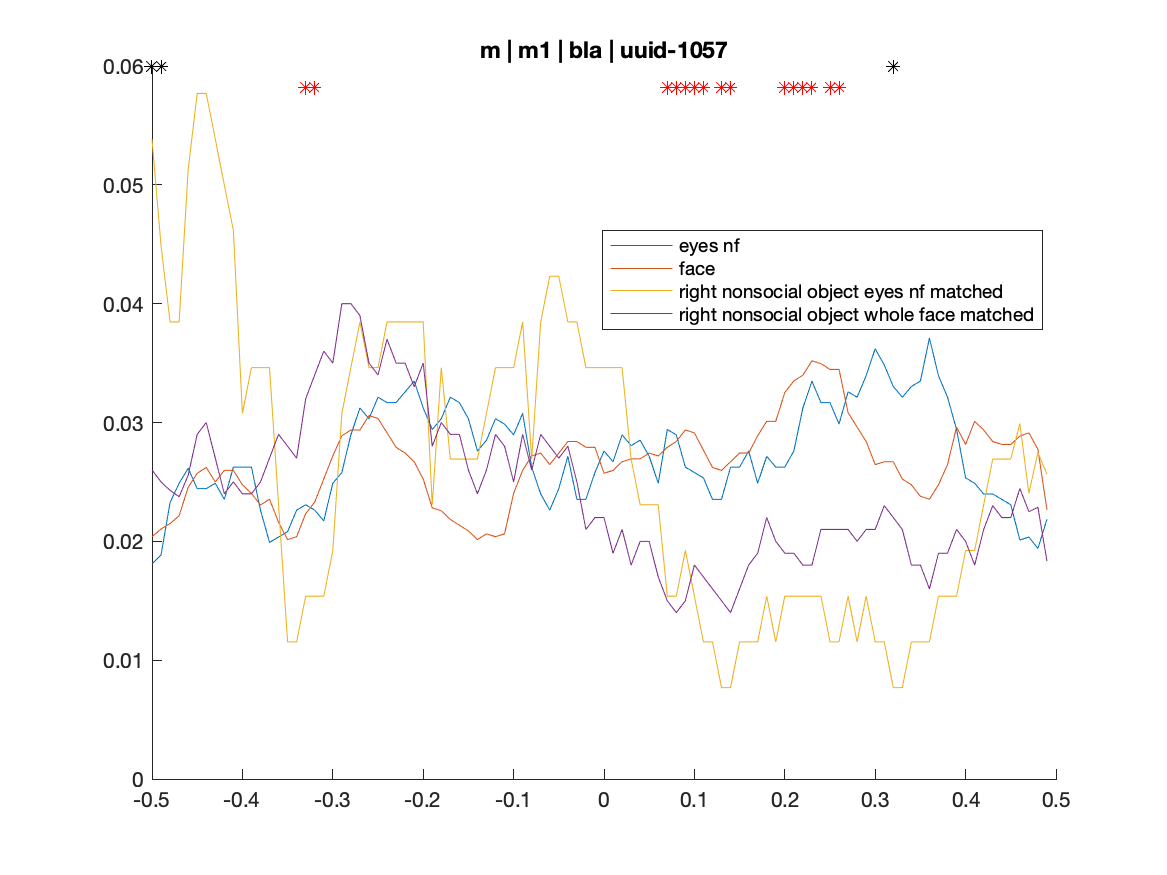 m | m1 | bla | uuid-1057
0.06
0.05
0.04
0.03
0.02
0.01
0
eyes nf
face
right nonsocial object eyes nf matched
right nonsocial object whole face matched
-0.5 -0.4 -0.3 -0.2 -0.1 0 0.1 0.2 0.3 0.4 0.5